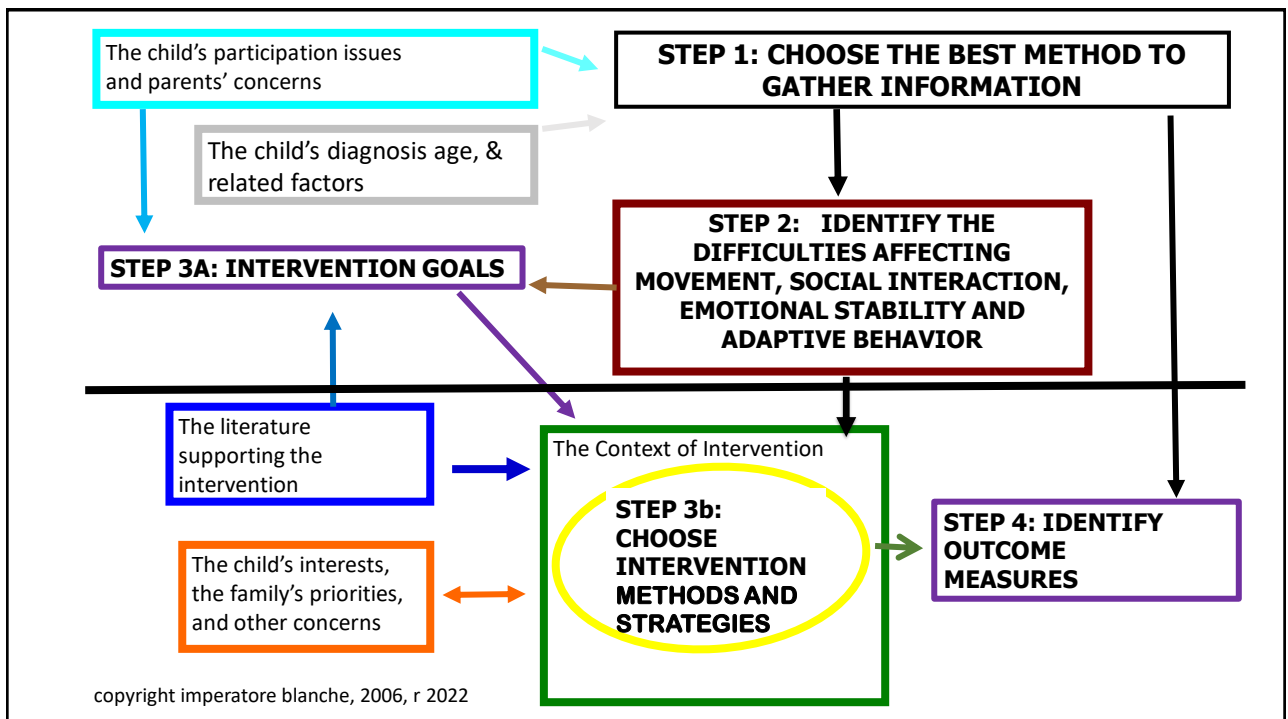 The child’s participation issues
and parents’ concerns
STEP 1: CHOOSE THE BEST METHOD TO
GATHER INFORMATION
The child’s diagnosis age, &
related factors
STEP 2:   IDENTIFY THE
DIFFICULTIES AFFECTING
MOVEMENT, SOCIAL INTERACTION,
EMOTIONAL STABILITY AND
ADAPTIVE BEHAVIOR
STEP 3A: INTERVENTION GOALS
The literature
supporting the
intervention
The Context of Intervention
STEP 3b:
CHOOSE
INTERVENTION
METHODS AND
STRATEGIES
STEP 4: IDENTIFY
OUTCOME
MEASURES
The child’s interests,
the family’s priorities,
and other concerns
copyright imperatore blanche, 2006, r 2022